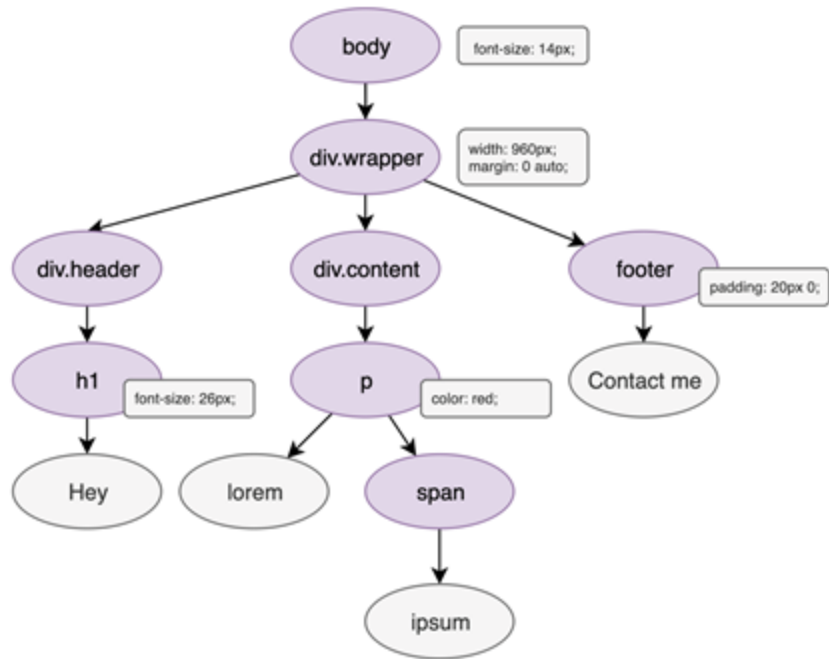 body
font-size: 14px;
div.wrapper
width: 960px;
margin: 0 auto;
div.header
div.content
footer
padding: 20px 0;
h1
font-size: 26px;
p
color: red;
Contact me
Hey
lorem
span
ipsum